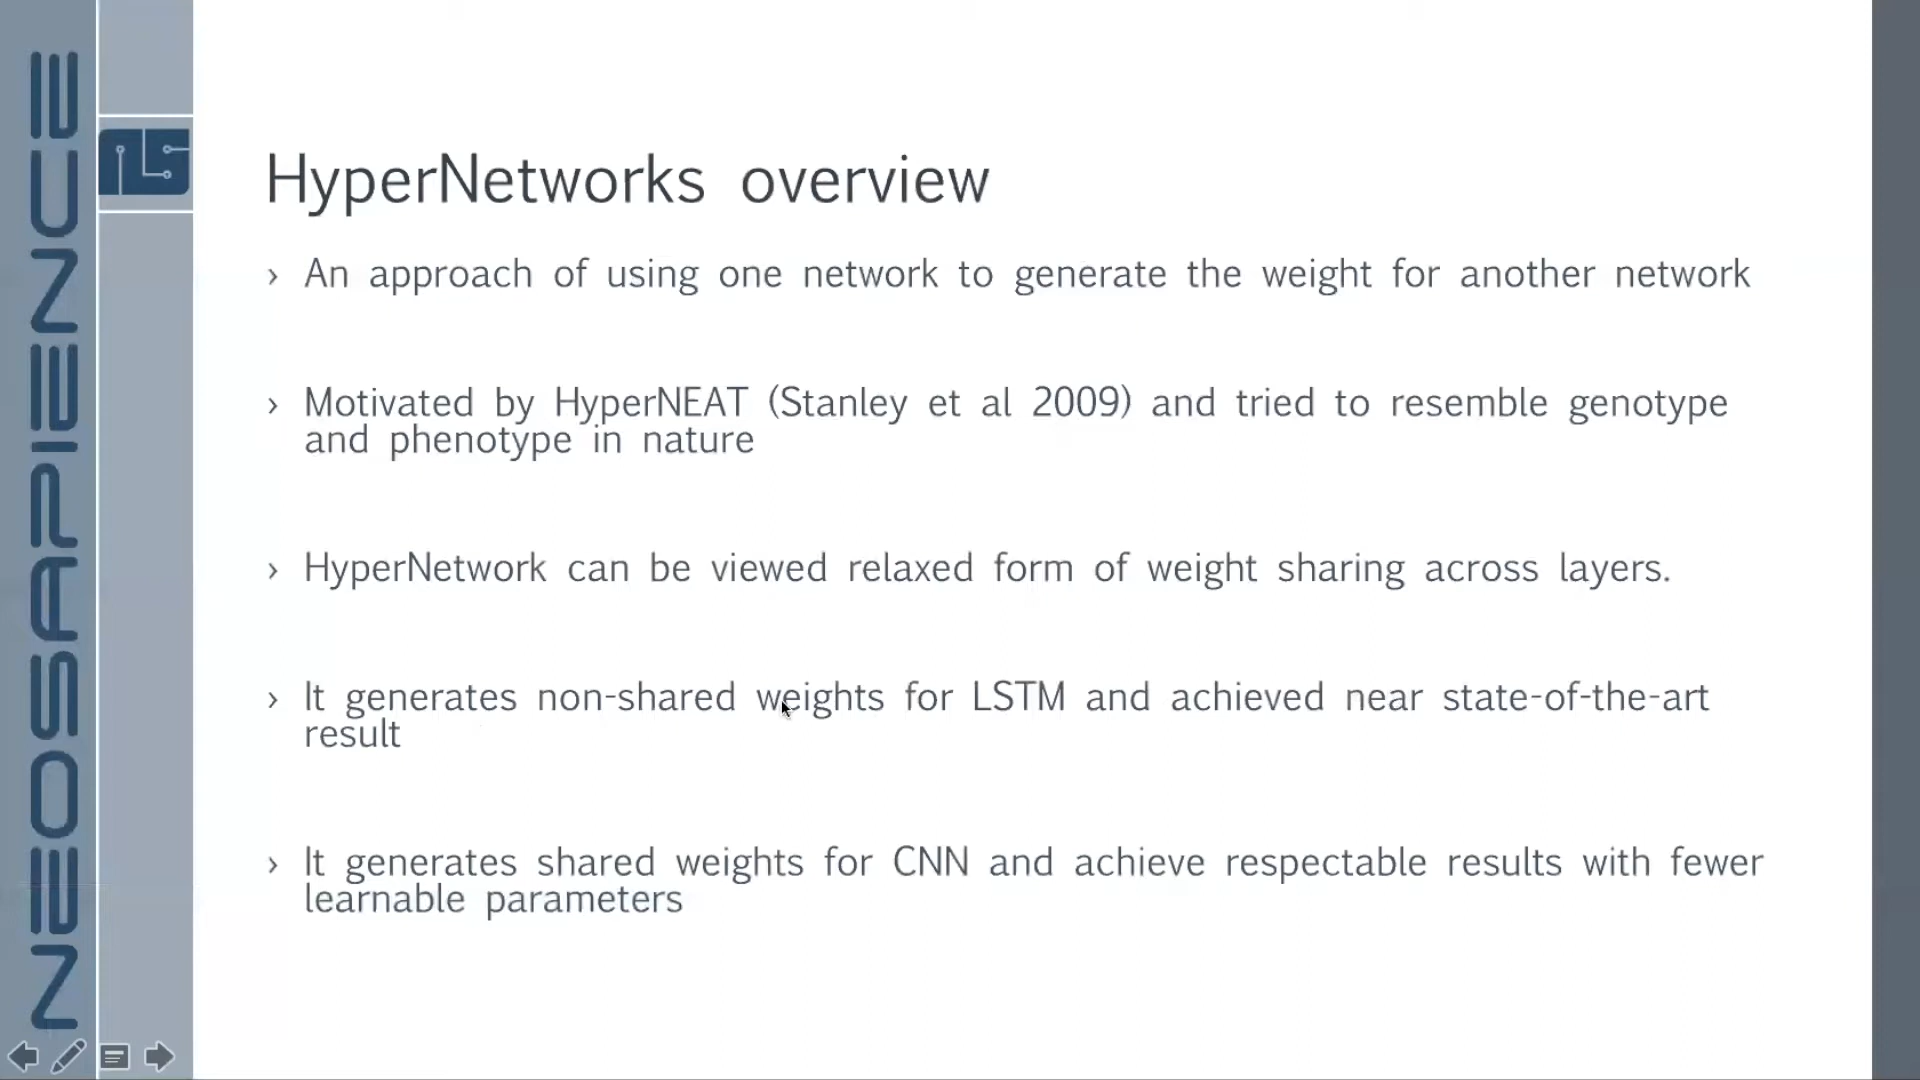 NEOSAPIENCE
HyperNetworks overview
› An approach of using one network to generate the weight for another network
› Motivated by HyperNEAT (Stanley et al 2009) and tried to resemble genotype
and phenotype in nature
› HyperNetwork can be viewed relaxed form of weight sharing across layers.
› It generates non-shared weights for LSTM and achieved near state-of-the-art
result
› It generates shared weights for CNN and achieve respectable results with fewer
learnable parameters